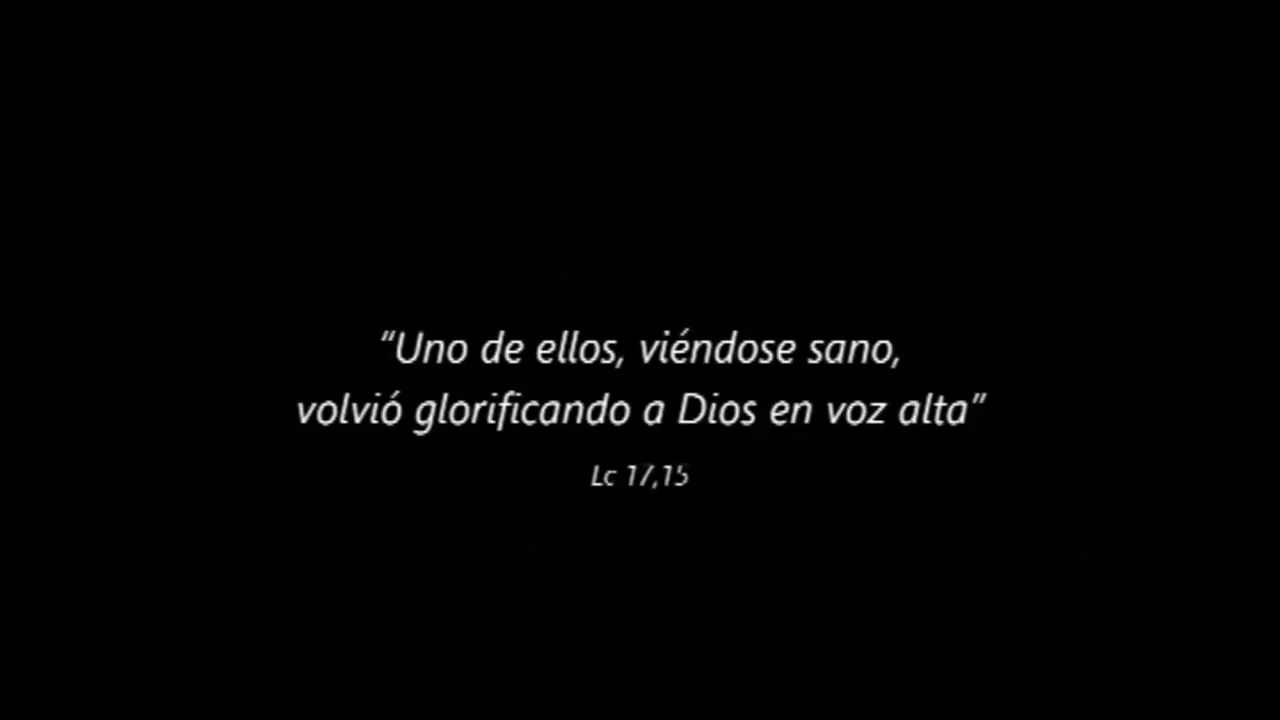 “Uno de ellos, viéndose sano,
volvió glorificando a Dios en voz alta”
Lc 17,15